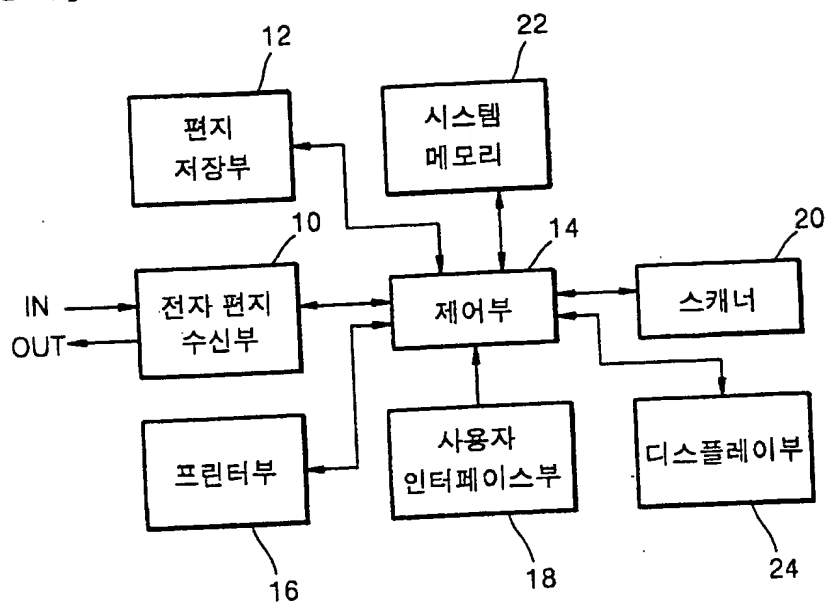 12
22
편지
저장부
시스템
메모리
10
14
20
IN
OUT
전자 편지
수신부
제어부
스캐너
프린터부
사용자
인터페이스부
디스플레이부
16
18
24